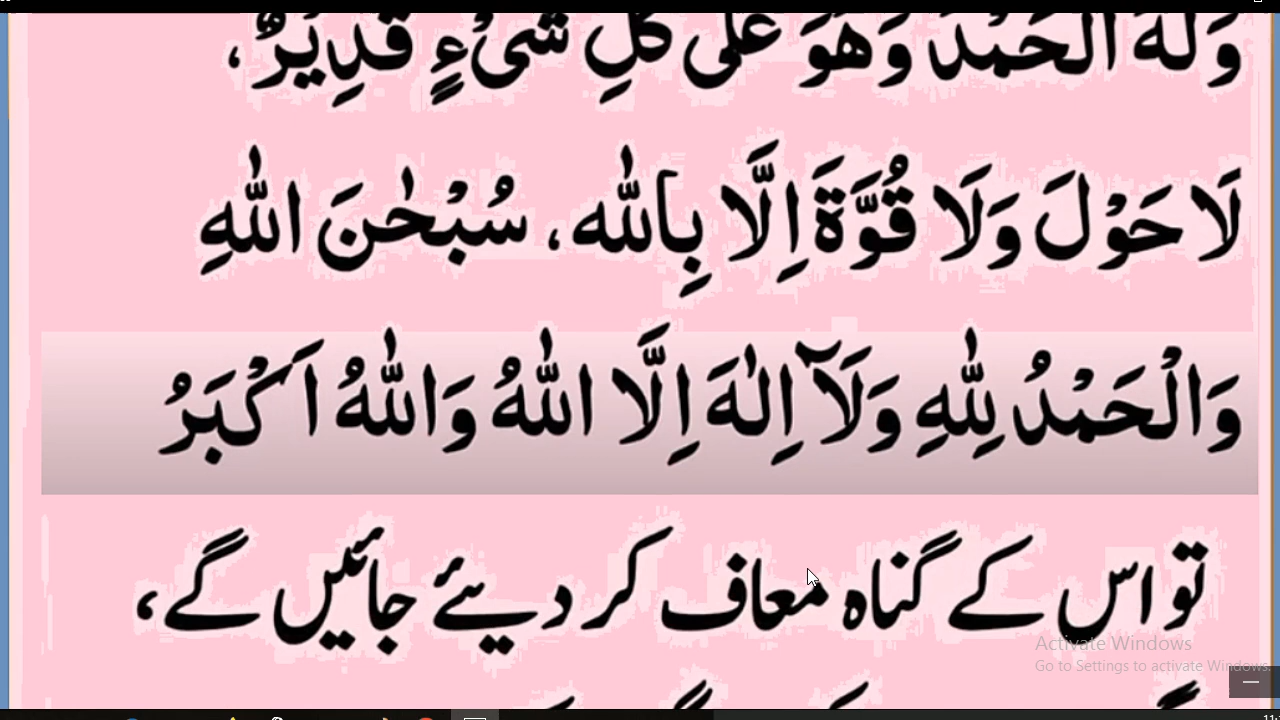 وَلَهُ الْحَمْدُ وَهُوَ عَلٰى كُلِّ شَىْءٍ قَدِيْرٌ،
لَا حَوْلَ وَلَا قُوَّةَ اِلَّا بِاللّٰه، سُبْحٰنَ اللّٰهِ
وَالْحَمْدُ لِلّٰهِ وَلَآ اِلٰهَ اِلَّا اللّٰهُ وَاللّٰهُ اَكْبَرُ
تو اس کے گناہ معاف کر دیئے جائیں گے،
Activate Windows
Go to Settings to activate Windows.